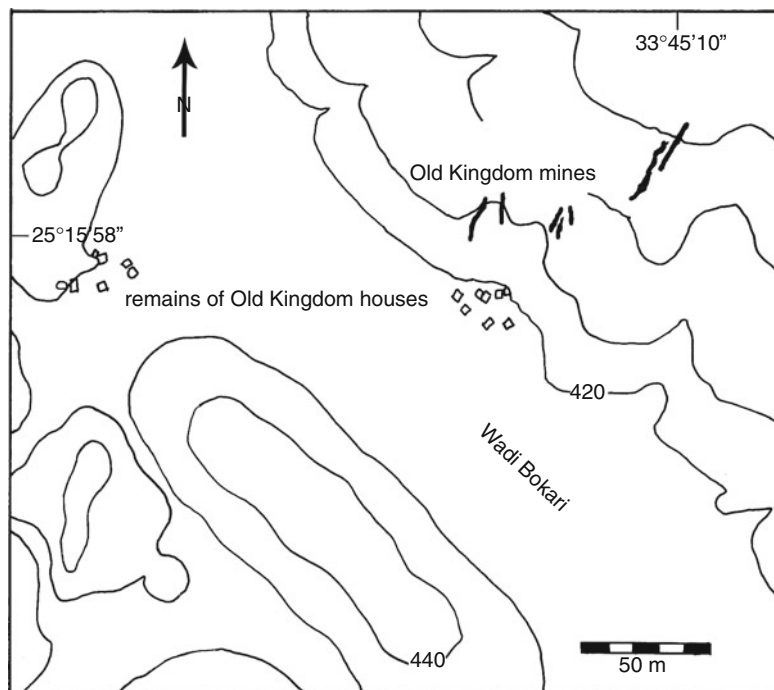 33°45'10”
N
Old Kingdom mines
25°15'58”
remains of Old Kingdom houses
420
Wadi Bokari
440
50 m